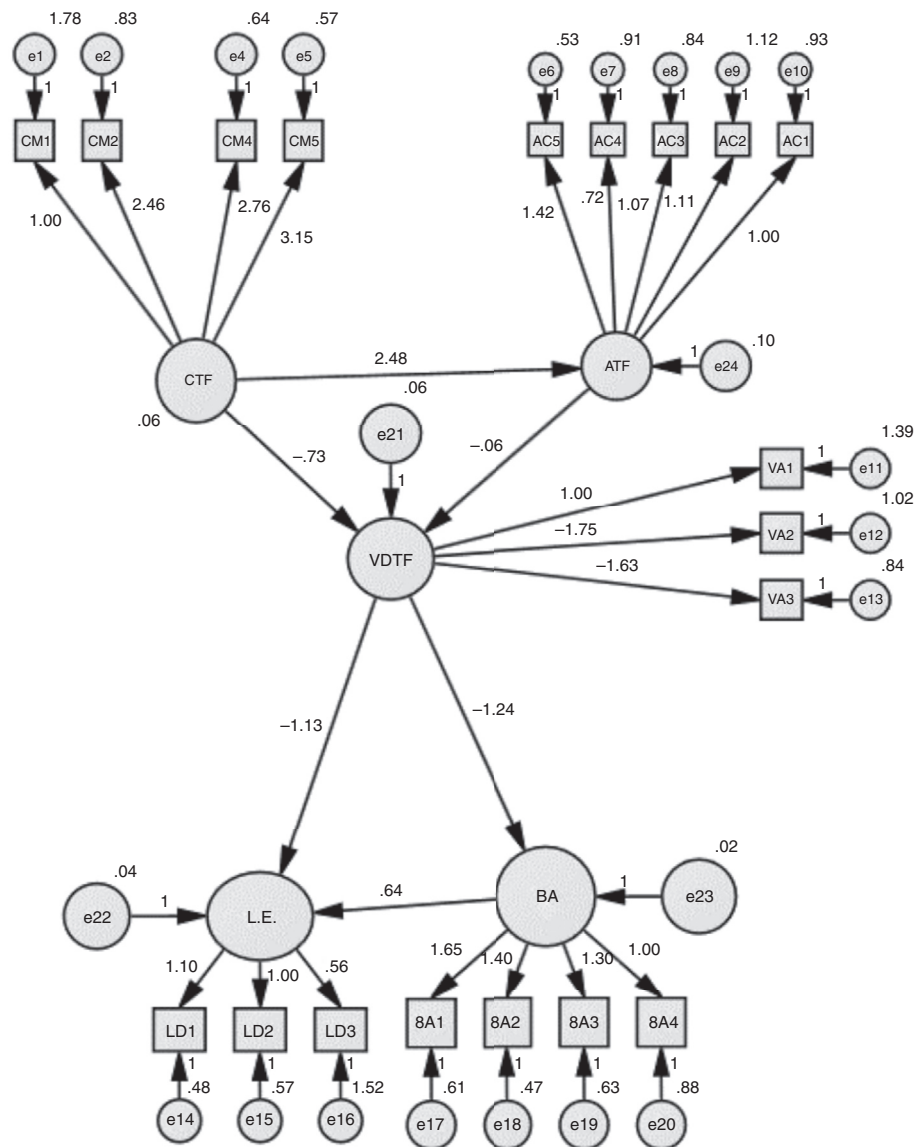 1.78 .83 .64 .57
e1 e2 e4 e5
1 1 1 1
CM1 CM2 CM4 CM5
1.00 2.46 2.76 3.15
.53 .91 .84 1.12 .93
e6 e7 e8 e9 e10
1 1 1 1 1
AC5 AC4 AC3 AC2 AC1
1.42 .72 1.07 1.11 1.00
CTF 2.48 ATF 1 e24 .10
.06 .06
e21
1
–.73 –.06
VDTF
1.00 VA1 1 e11 1.39
–1.75 VA2 1 e12 1.02
–1.63 VA3 1 e13 .84
–1.13 –1.24
.04 .02
e22 1 L.E. .64 BA 1 e23
1.10 1.00 .56
LD1 LD2 LD3
1 1 1
.48 .57 1.52
e14 e15 e16
1.65 1.40 1.30 1.00
8A1 8A2 8A3 8A4
1 1 1 1
.61 .47 .63 .88
e17 e18 e19 e20